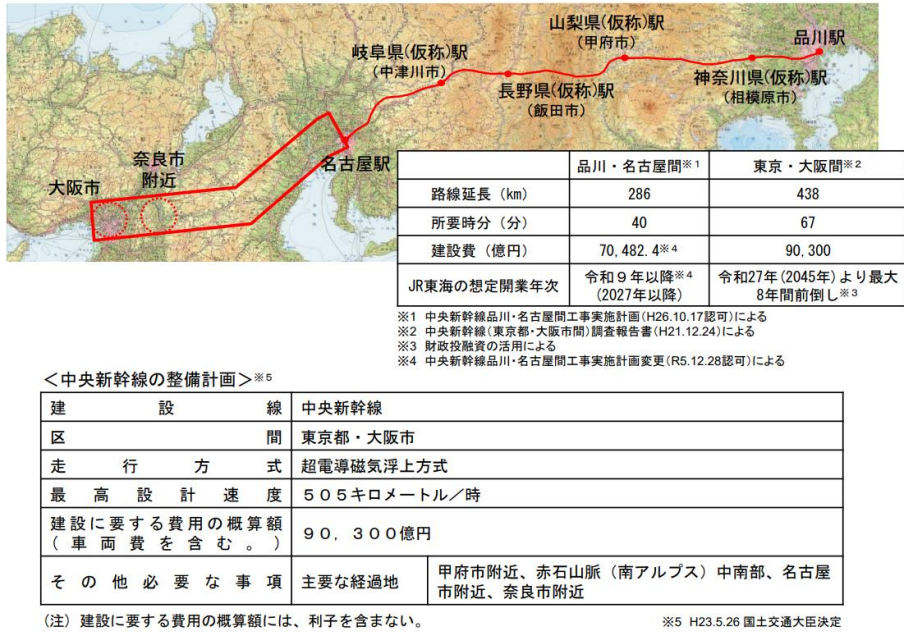 山梨県(仮称)駅
(甲府市)
品川駅
岐阜県(仮称)駅
(中津川市)
長野県(仮称)駅
(飯田市)
神奈川県(仮称)駅
(相模原市)
名古屋駅
奈良市
附近
大阪市
品川・名古屋間※1 東京・大阪間※2
路線延長（km） 286 438
所要時分（分） 40 67
建設費（億円） 70,482.4※4 90,300
JR東海の想定開業年次 令和９年以降※4 (2027年以降) 令和27年(2045年)より最大 8年間前倒し※3
※1 中央新幹線品川・名古屋間工事実施計画(H26.10.17認可)による
※2 中央新幹線(東京都・大阪市間)調査報告書(H21.12.24)による
※3 財政投融資の活用による
※4 中央新幹線品川・名古屋間工事実施計画変更(R5.12.28認可)による
＜中央新幹線の整備計画＞※5
建設線 中央新幹線
区間 東京都・大阪市
走行方式 超電導磁気浮上方式
最高設計速度 ５０５キロメートル／時
建設に要する費用の概算額
（車両費を含む。） ９０，３００億円
その他必要な事項 主要な経過地 甲府市附近、赤石山脈（南アルプス）中南部、名古屋
市附近、奈良市附近
(注) 建設に要する費用の概算額には、利子を含まない。
※5 H23.5.26 国土交通大臣決定